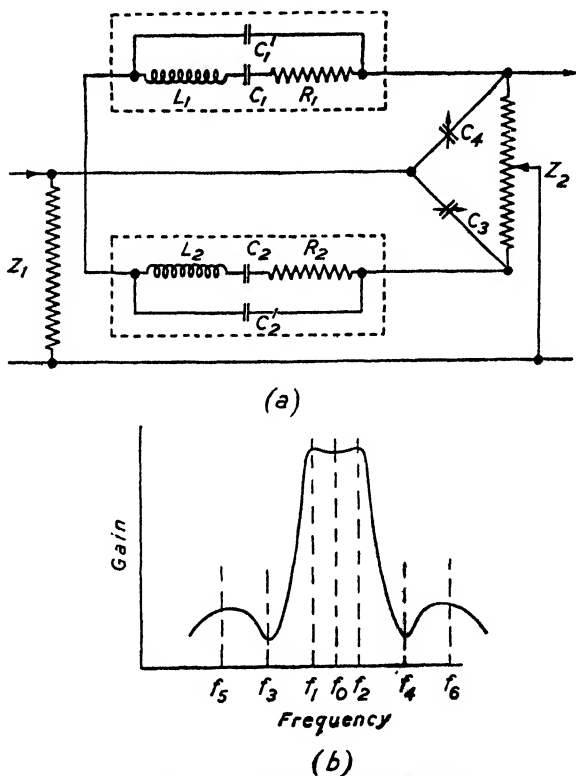 C₁'
L₁ C₁ R₁
C₄
Z₂
C₃
Z₁
L₂ C₂ R₂
C₂'
(a)
Gain
f₅ f₃ f₁ f₀ f₂ f₄ f₆
Frequency
(b)